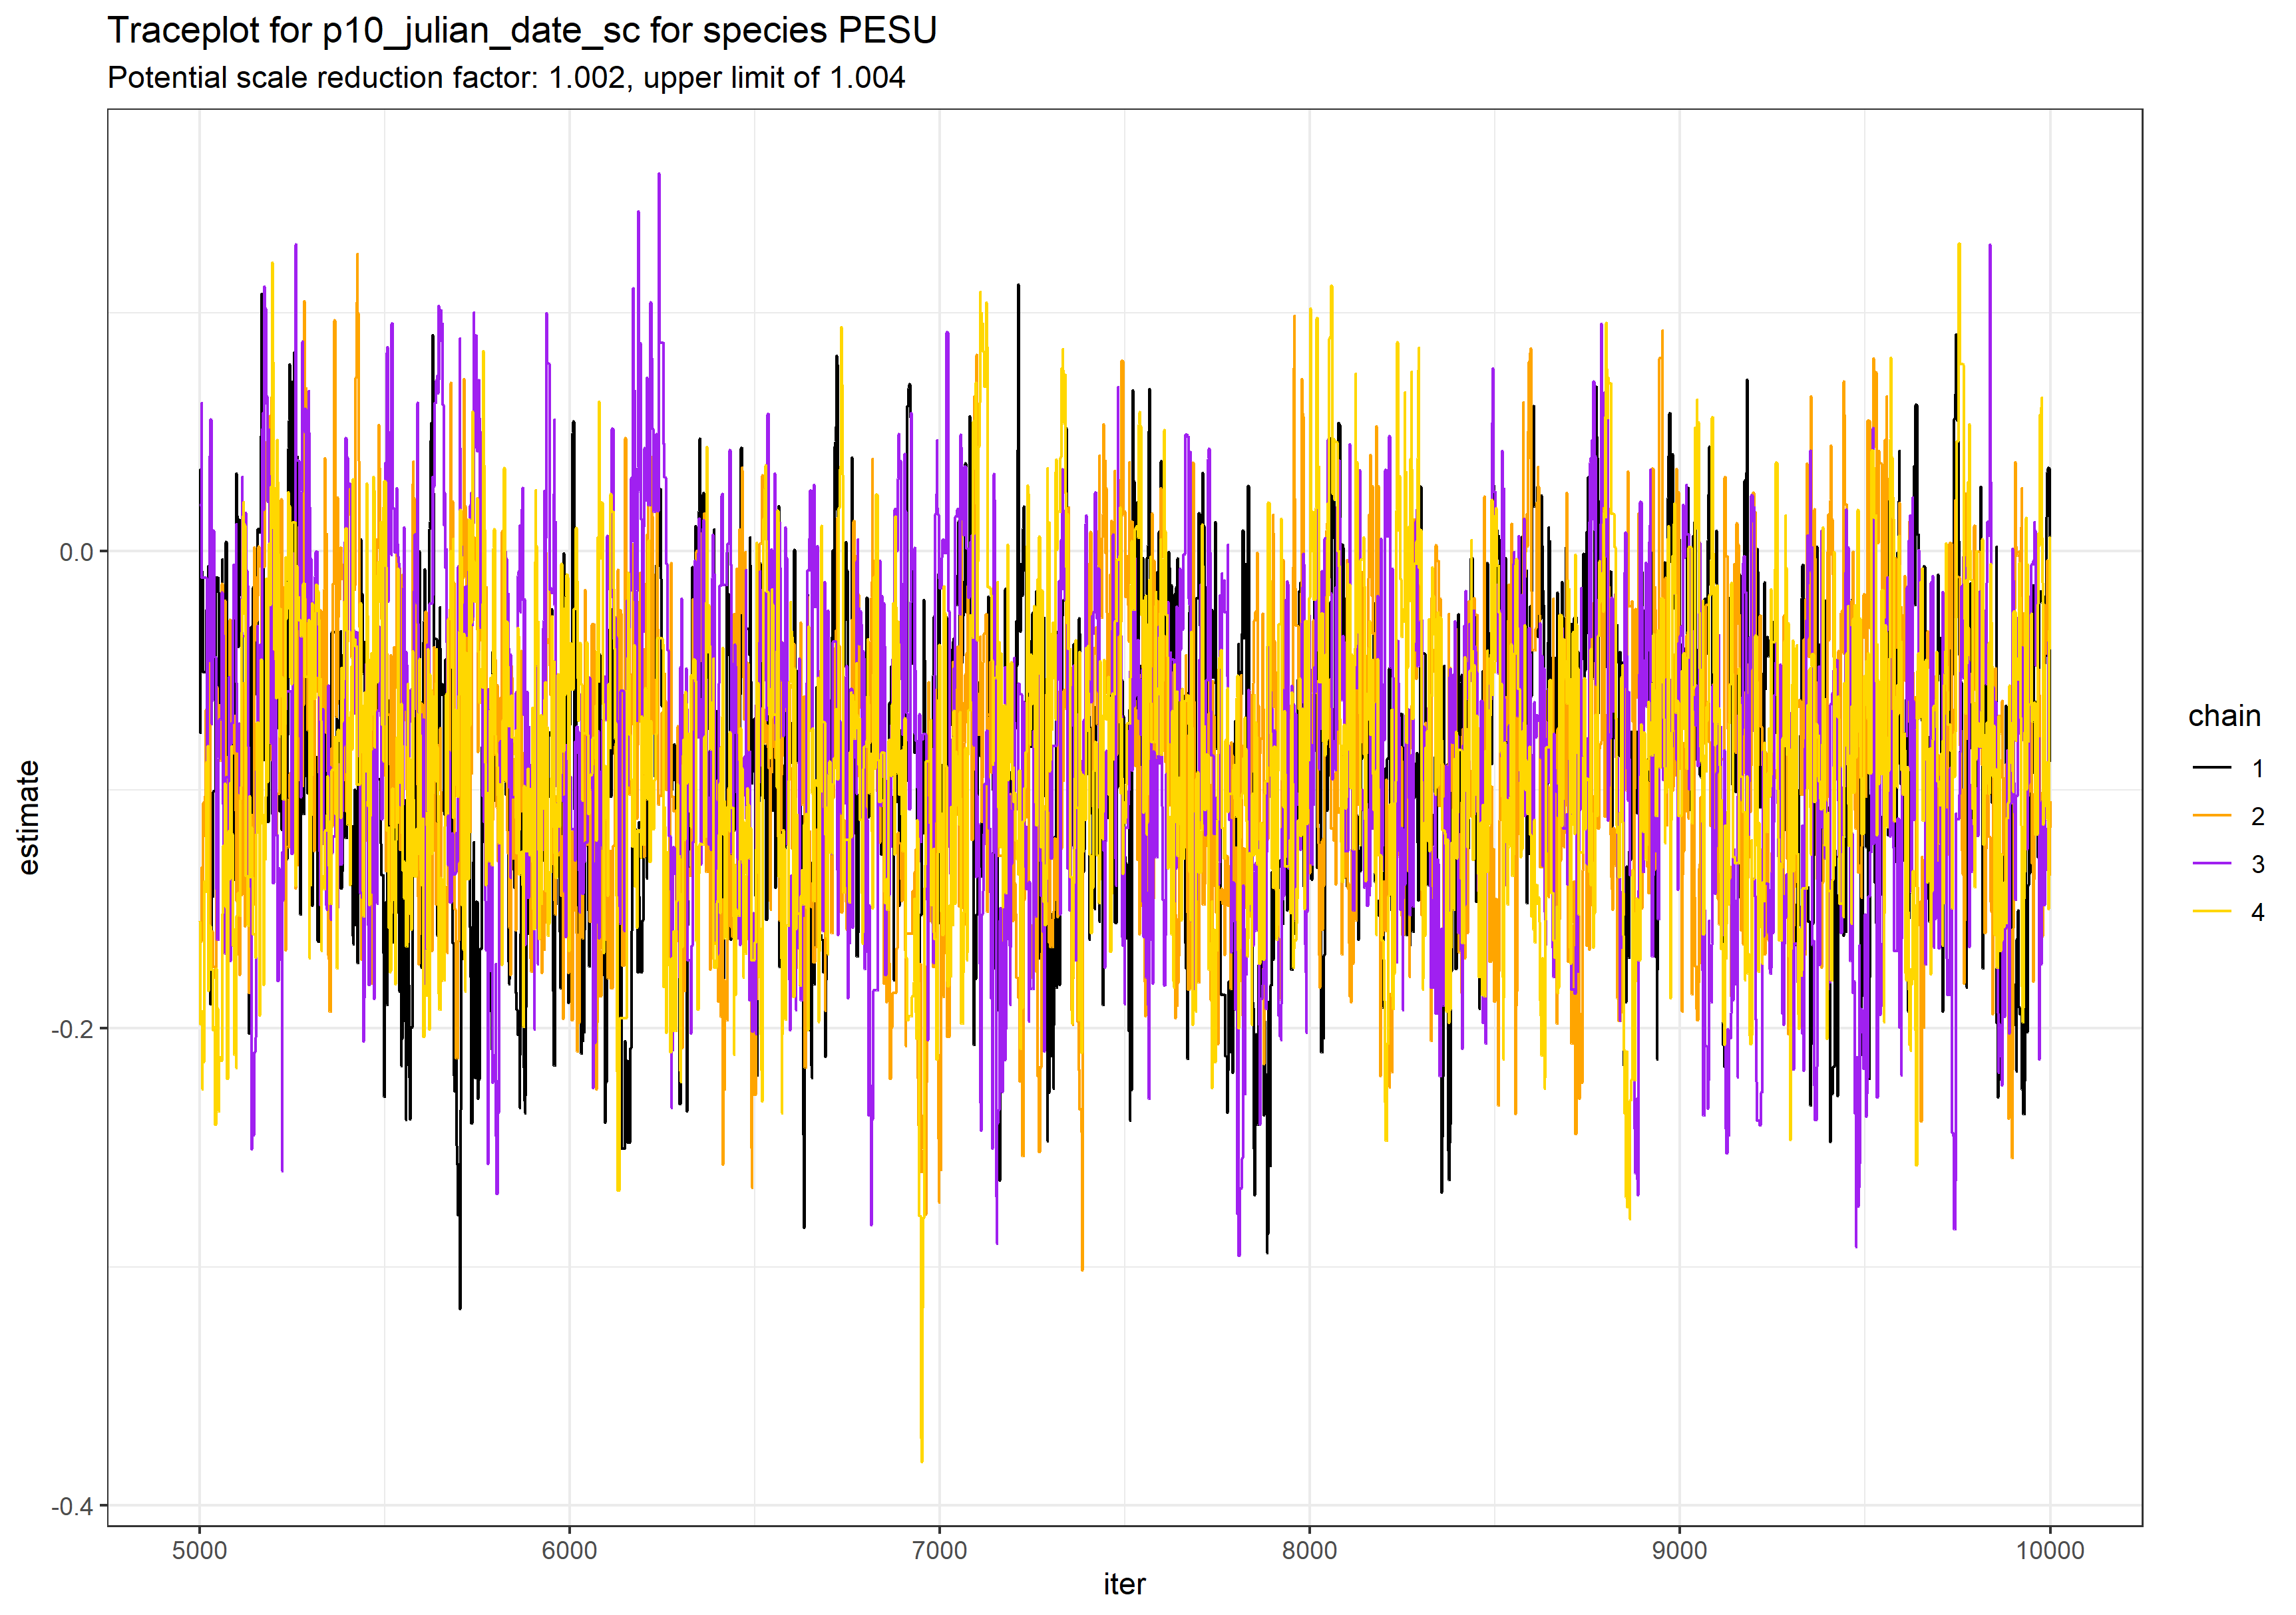 Traceplot for p10_julian_date_sc for species PESU
Potential scale reduction factor: 1.002, upper limit of 1.004
estimate
0.0
-0.2
-0.4
5000 6000 7000 8000 9000 10000
iter
chain
1
2
3
4